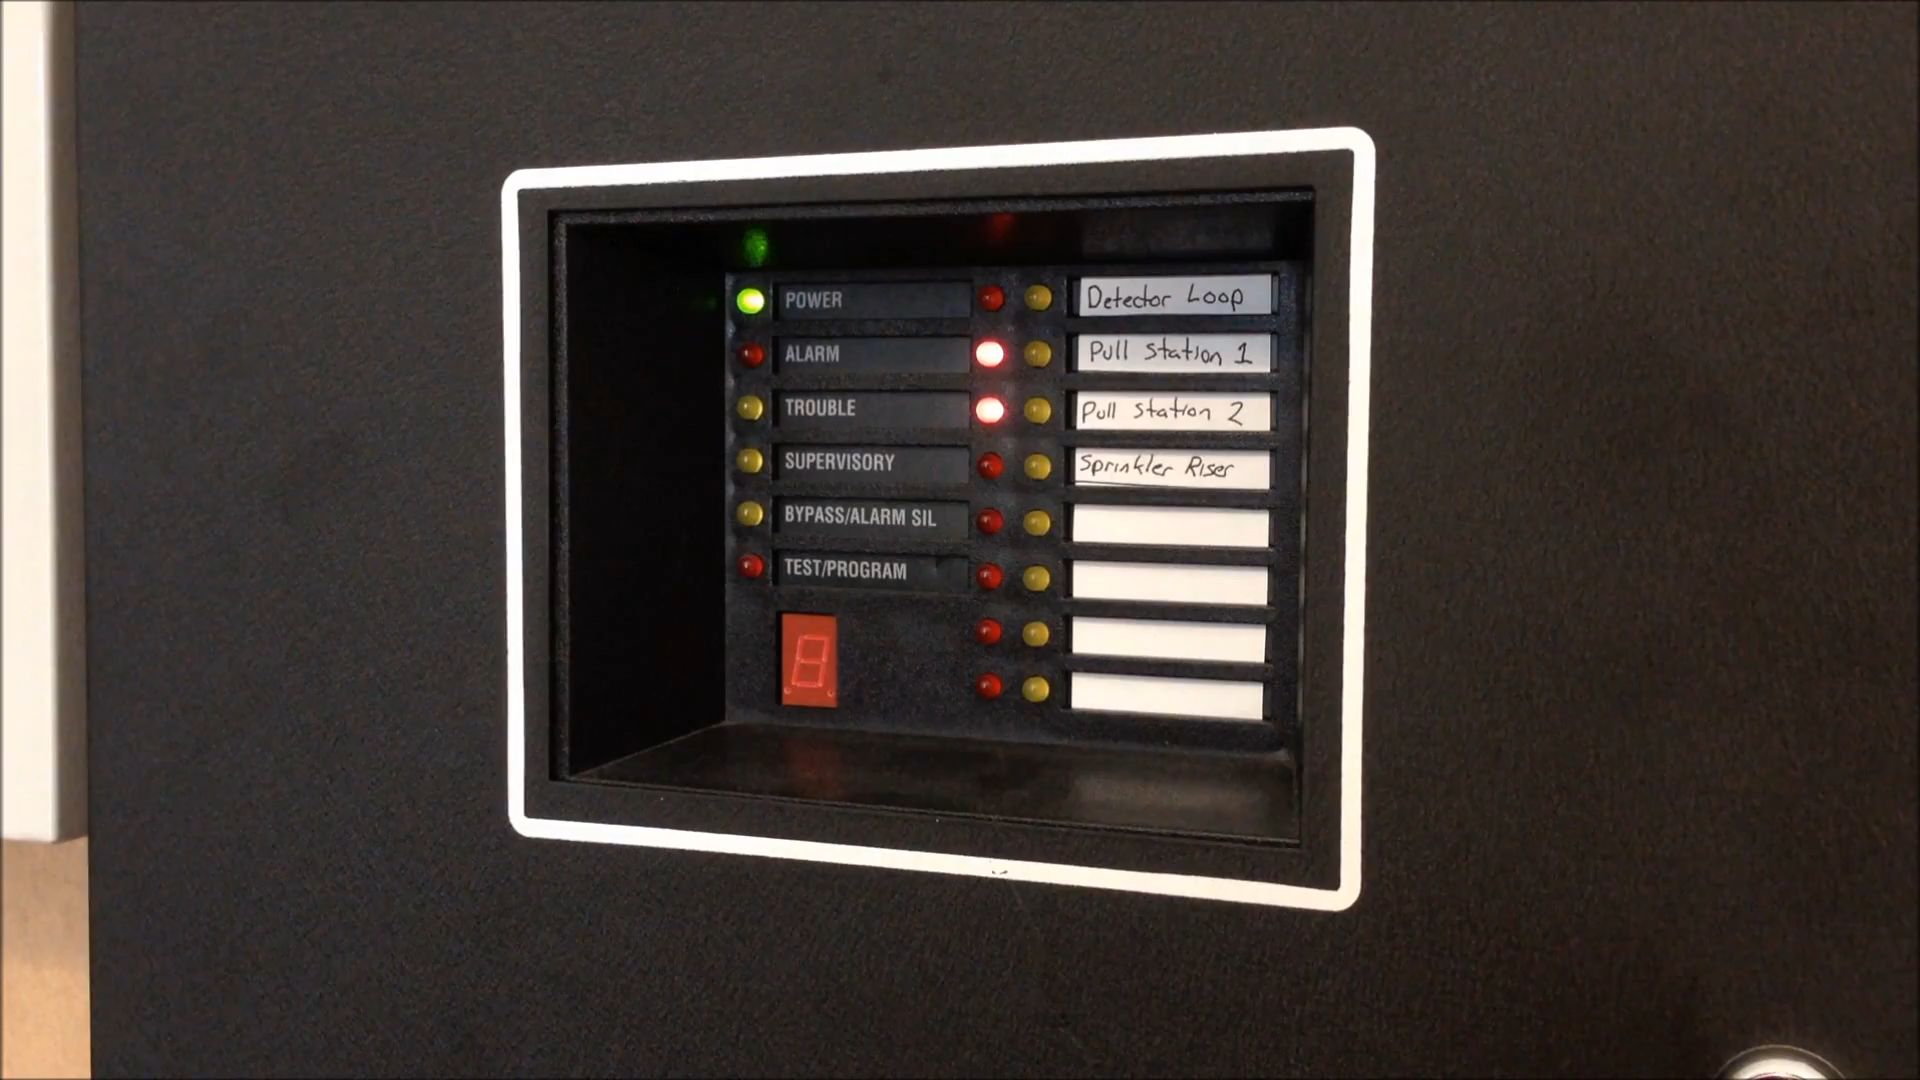 POWER
ALARM
TROUBLE
SUPERVISORY
BYPASS/ALARM SIL
TEST/PROGRAM
8
Detector Loop
Pull Station 1
Pull Station 2
Sprinkler Riser